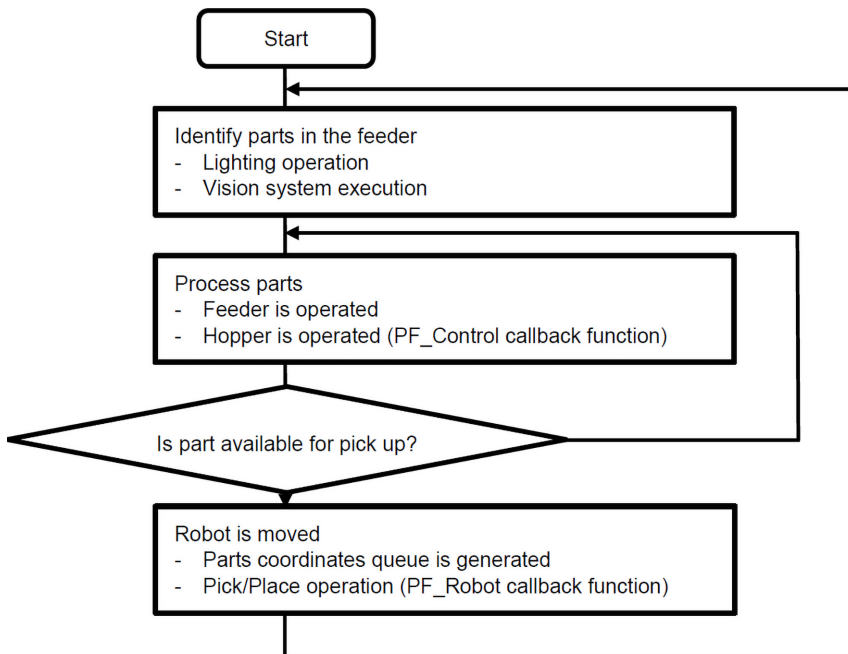 Start
Identify parts in the feeder
- Lighting operation
- Vision system execution
Process parts
- Feeder is operated
- Hopper is operated (PF_Control callback function)
Is part available for pick up?
Robot is moved
- Parts coordinates queue is generated
- Pick/Place operation (PF_Robot callback function)